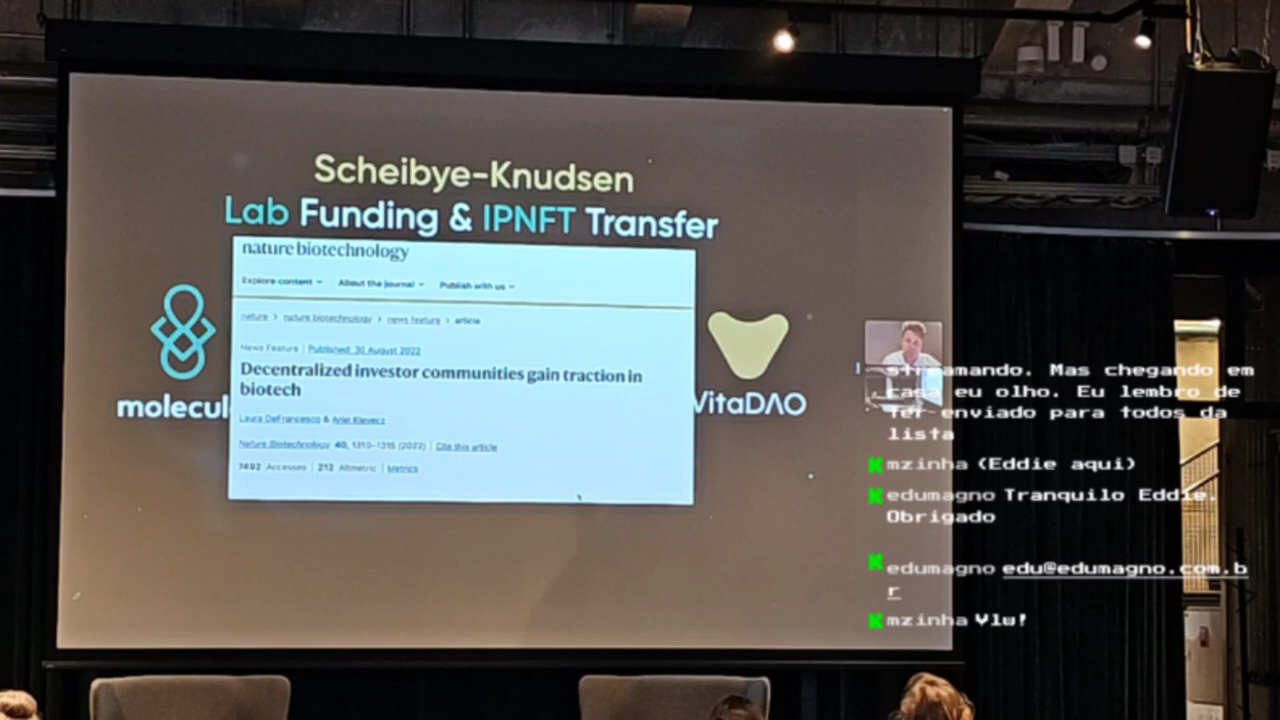 Scheibye-Knudsen
Lab Funding & IPNFT Transfer
nature biotechnology
Explore content
About the journal
Publish with us
nature > nature biotechnology > news feature > article
News Feature | Published: 30 August 2022
Decentralized investor communities gain traction in
biotech
Laura DeFrancesco & Ariel Klevecz
Nature Biotechnology 40, 1310–1315 (2022) | Cite this article
7492 Accesses | 212 Altmetric | Metrics
molecul
VitaDAO
streamando. Mas chegando em
casa eu olho. Eu lembro de
ter enviado para todos da
lista
mzinha (Eddie aqui)
edumagno Tranquilo Eddie.
Obrigado
edumagno edu@edumagno.com.b
r
mzinha Vlw!